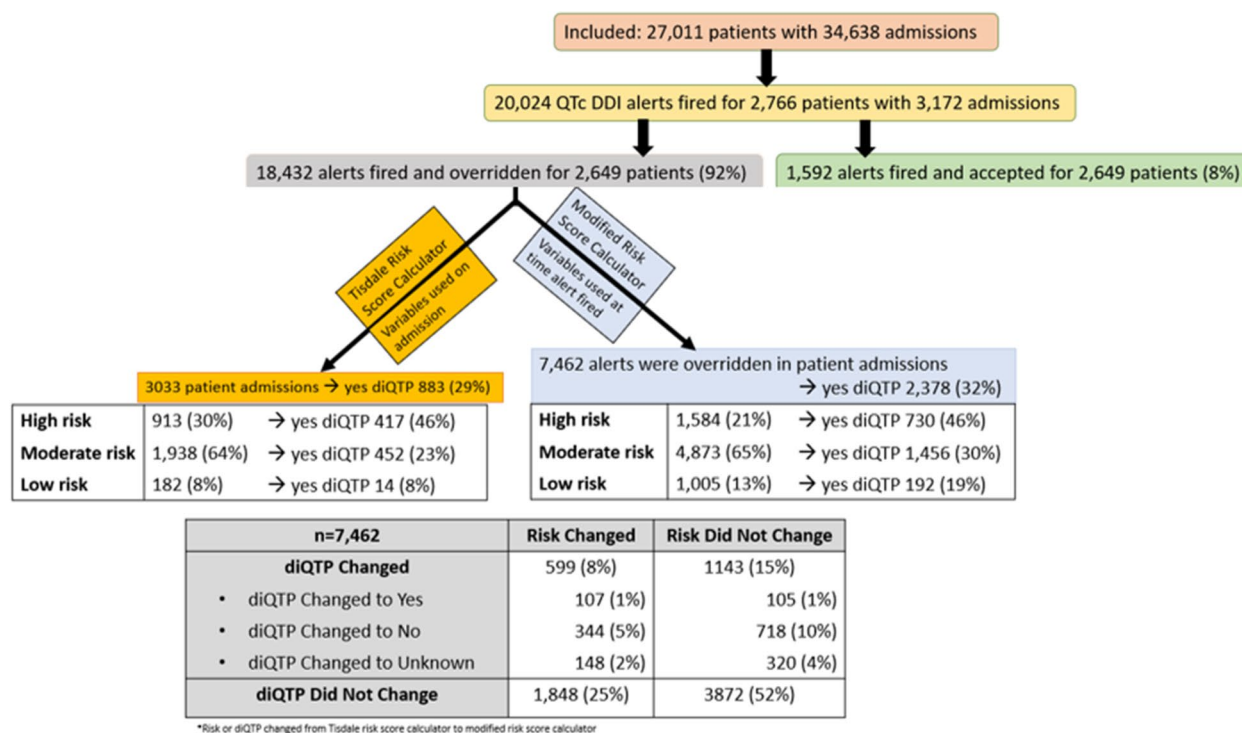 Included: 27,011 patients with 34,638 admissions
20,024 QTc DDI alerts fired for 2,766 patients with 3,172 admissions
18,432 alerts fired and overridden for 2,649 patients (92%)
1,592 alerts fired and accepted for 2,649 patients (8%)
Tisdale Risk
Score Calculator
Variables used on
admission
Modified Risk
Score Calculator
Variables used at
time alert fired
3033 patient admissions → yes diQTP 883 (29%)
High risk 913 (30%) → yes diQTP 417 (46%)
Moderate risk 1,938 (64%) → yes diQTP 452 (23%)
Low risk 182 (8%) → yes diQTP 14 (8%)
7,462 alerts were overridden in patient admissions
→ yes diQTP 2,378 (32%)
High risk 1,584 (21%) → yes diQTP 730 (46%)
Moderate risk 4,873 (65%) → yes diQTP 1,456 (30%)
Low risk 1,005 (13%) → yes diQTP 192 (19%)
n=7,462 Risk Changed Risk Did Not Change
diQTP Changed 599 (8%) 1143 (15%)
• diQTP Changed to Yes 107 (1%) 105 (1%)
• diQTP Changed to No 344 (5%) 718 (10%)
• diQTP Changed to Unknown 148 (2%) 320 (4%)
diQTP Did Not Change 1,848 (25%) 3872 (52%)
*Risk or diQTP changed from Tisdale risk score calculator to modified risk score calculator